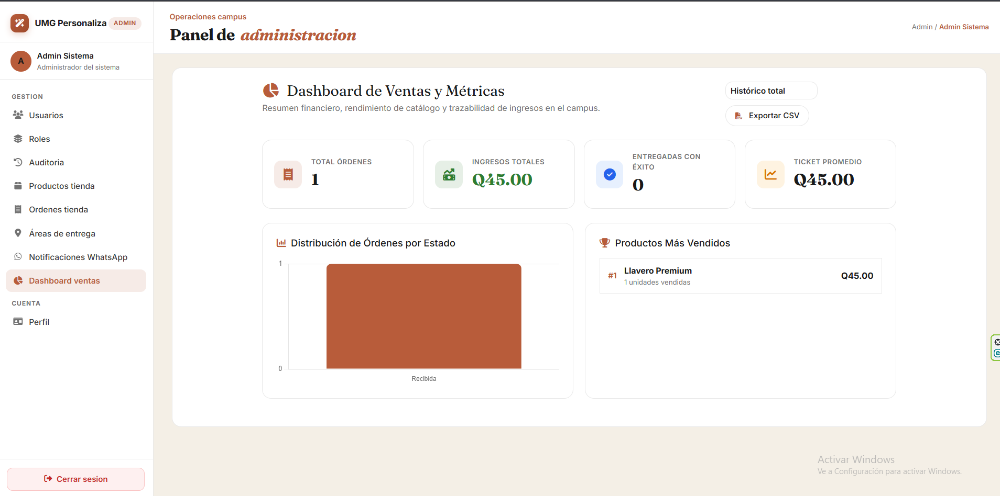 UMG Personaliza ADMIN
Admin Sistema
Administrador del sistema
GESTION
Usuarios
Roles
Auditoria
Productos tienda
Ordenes tienda
Áreas de entrega
Notificaciones WhatsApp
Dashboard ventas
CUENTA
Perfil
Cerrar sesion
Operaciones campus
Panel de administracion
Admin / Admin Sistema
Dashboard de Ventas y Métricas
Resumen financiero, rendimiento de catálogo y trazabilidad de ingresos en el campus.
Histórico total
CSV Exportar CSV
TOTAL ÓRDENES
1
INGRESOS TOTALES
Q45.00
ENTREGADAS CON
ÉXITO
0
TICKET PROMEDIO
Q45.00
Distribución de Órdenes por Estado
1
0
Recibida
Productos Más Vendidos
#1 Llavero Premium
1 unidades vendidas
Q45.00
Activar Windows
Ve a Configuración para activar Windows.
A